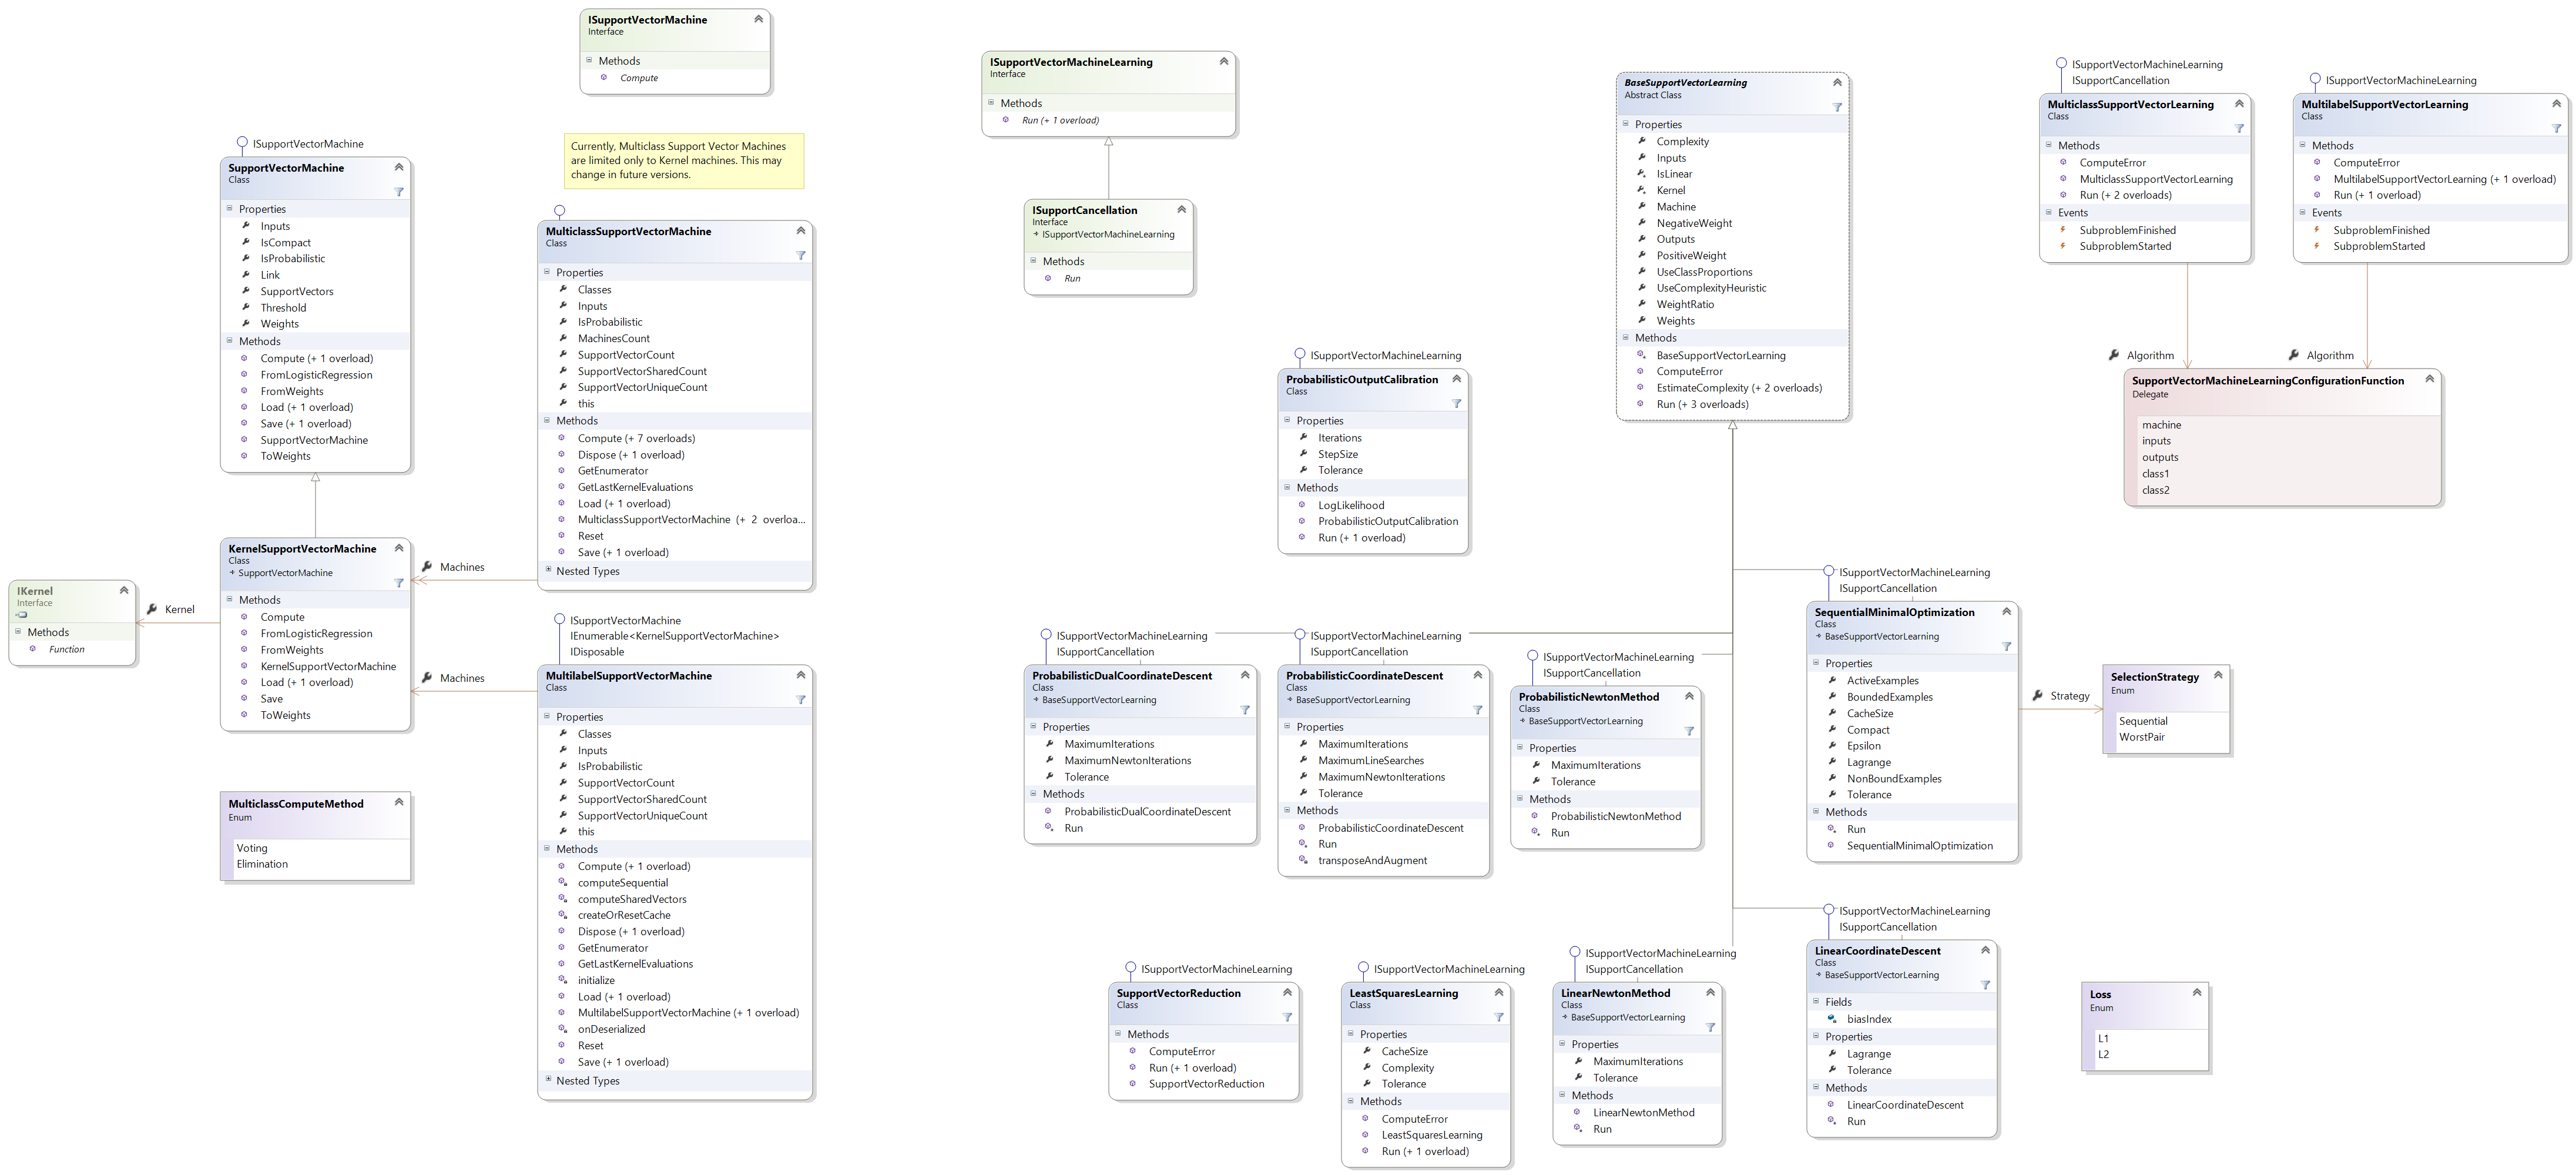 ISupportVectorMachine
Interface
Methods
Compute
Currently, Multiclass Support Vector Machines
are limited only to Kernel machines. This may
change in future versions.
ISupportVectorMachine
SupportVectorMachine
Class
Properties
Inputs
IsCompact
IsProbabilistic
Link
SupportVectors
Threshold
Weights
Methods
Compute (+ 1 overload)
FromLogisticRegression
FromWeights
Load (+ 1 overload)
Save (+ 1 overload)
SupportVectorMachine
ToWeights
KernelSupportVectorMachine
Class
SupportVectorMachine
Methods
Compute
FromLogisticRegression
FromWeights
KernelSupportVectorMachine
Load (+ 1 overload)
Save
ToWeights
Kernel
IKernel
Interface
Methods
Function
MulticlassComputeMethod
Enum
Voting
Elimination
MulticlassSupportVectorMachine
Class
Properties
Classes
Inputs
IsProbabilistic
MachinesCount
SupportVectorCount
SupportVectorSharedCount
SupportVectorUniqueCount
this
Methods
Compute (+ 7 overloads)
Dispose (+ 1 overload)
GetEnumerator
GetLastKernelEvaluations
Load (+ 1 overload)
MulticlassSupportVectorMachine (+ 2 overloa...
Reset
Save (+ 1 overload)
Nested Types
Machines
ISupportVectorMachine
IEnumerable<KernelSupportVectorMachine>
IDisposable
MultilabelSupportVectorMachine
Class
Properties
Classes
Inputs
IsProbabilistic
SupportVectorCount
SupportVectorSharedCount
SupportVectorUniqueCount
this
Methods
Compute (+ 1 overload)
computeSequential
computeSharedVectors
createOrResetCache
Dispose (+ 1 overload)
GetEnumerator
GetLastKernelEvaluations
initialize
Load (+ 1 overload)
MultilabelSupportVectorMachine (+ 1 overload)
onDeserialized
Reset
Save (+ 1 overload)
Nested Types
Machines
ISupportVectorMachineLearning
Interface
Methods
Run (+ 1 overload)
ISupportCancellation
Interface
ISupportVectorMachineLearning
Methods
Run
ISupportVectorMachineLearning
ProbabilisticOutputCalibration
Class
Properties
Iterations
StepSize
Tolerance
Methods
LogLikelihood
ProbabilisticOutputCalibration
Run (+ 1 overload)
BaseSupportVectorLearning
Abstract Class
Properties
Complexity
Inputs
IsLinear
Kernel
Machine
NegativeWeight
Outputs
PositiveWeight
UseClassProportions
UseComplexityHeuristic
WeightRatio
Weights
Methods
BaseSupportVectorLearning
ComputeError
EstimateComplexity (+ 2 overloads)
Run (+ 3 overloads)
ISupportVectorMachineLearning
ISupportCancellation
MulticlassSupportVectorLearning
Class
Methods
ComputeError
MulticlassSupportVectorLearning
Run (+ 2 overloads)
Events
SubproblemFinished
SubproblemStarted
ISupportVectorMachineLearning
MultilabelSupportVectorLearning
Class
Methods
ComputeError
MultilabelSupportVectorLearning (+ 1 overload)
Run (+ 1 overload)
Events
SubproblemFinished
SubproblemStarted
Algorithm
Algorithm
SupportVectorMachineLearningConfigurationFunction
Delegate
machine
inputs
outputs
class1
class2
ISupportVectorMachineLearning
ISupportCancellation
ProbabilisticDualCoordinateDescent
Class
BaseSupportVectorLearning
Properties
MaximumIterations
MaximumNewtonIterations
Tolerance
Methods
ProbabilisticDualCoordinateDescent
Run
ISupportVectorMachineLearning
ISupportCancellation
ProbabilisticCoordinateDescent
Class
BaseSupportVectorLearning
Properties
MaximumIterations
MaximumLineSearches
MaximumNewtonIterations
Tolerance
Methods
ProbabilisticCoordinateDescent
Run
transposeAndAugment
ISupportVectorMachineLearning
ISupportCancellation
ProbabilisticNewtonMethod
Class
BaseSupportVectorLearning
Properties
MaximumIterations
Tolerance
Methods
ProbabilisticNewtonMethod
Run
ISupportVectorMachineLearning
ISupportCancellation
SequentialMinimalOptimization
Class
BaseSupportVectorLearning
Properties
ActiveExamples
BoundedExamples
CacheSize
Compact
Epsilon
Lagrange
NonBoundExamples
Tolerance
Methods
Run
SequentialMinimalOptimization
Strategy
SelectionStrategy
Enum
Sequential
WorstPair
ISupportVectorMachineLearning
SupportVectorReduction
Class
Methods
ComputeError
Run (+ 1 overload)
SupportVectorReduction
ISupportVectorMachineLearning
LeastSquaresLearning
Class
Properties
CacheSize
Complexity
Tolerance
Methods
ComputeError
LeastSquaresLearning
Run (+ 1 overload)
ISupportVectorMachineLearning
ISupportCancellation
LinearNewtonMethod
Class
BaseSupportVectorLearning
Properties
MaximumIterations
Tolerance
Methods
LinearNewtonMethod
Run
ISupportVectorMachineLearning
ISupportCancellation
LinearCoordinateDescent
Class
BaseSupportVectorLearning
Fields
biasIndex
Properties
Lagrange
Tolerance
Methods
LinearCoordinateDescent
Run
Loss
Enum
L1
L2